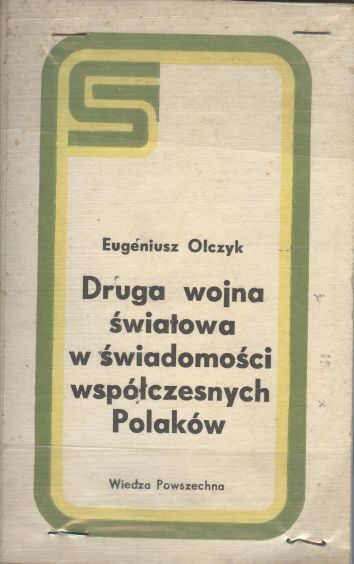 S
Eugeniusz Olczyk
Druga wojna
światowa
w świadomości
współczesnych
Polaków
Wiedza Powszechna